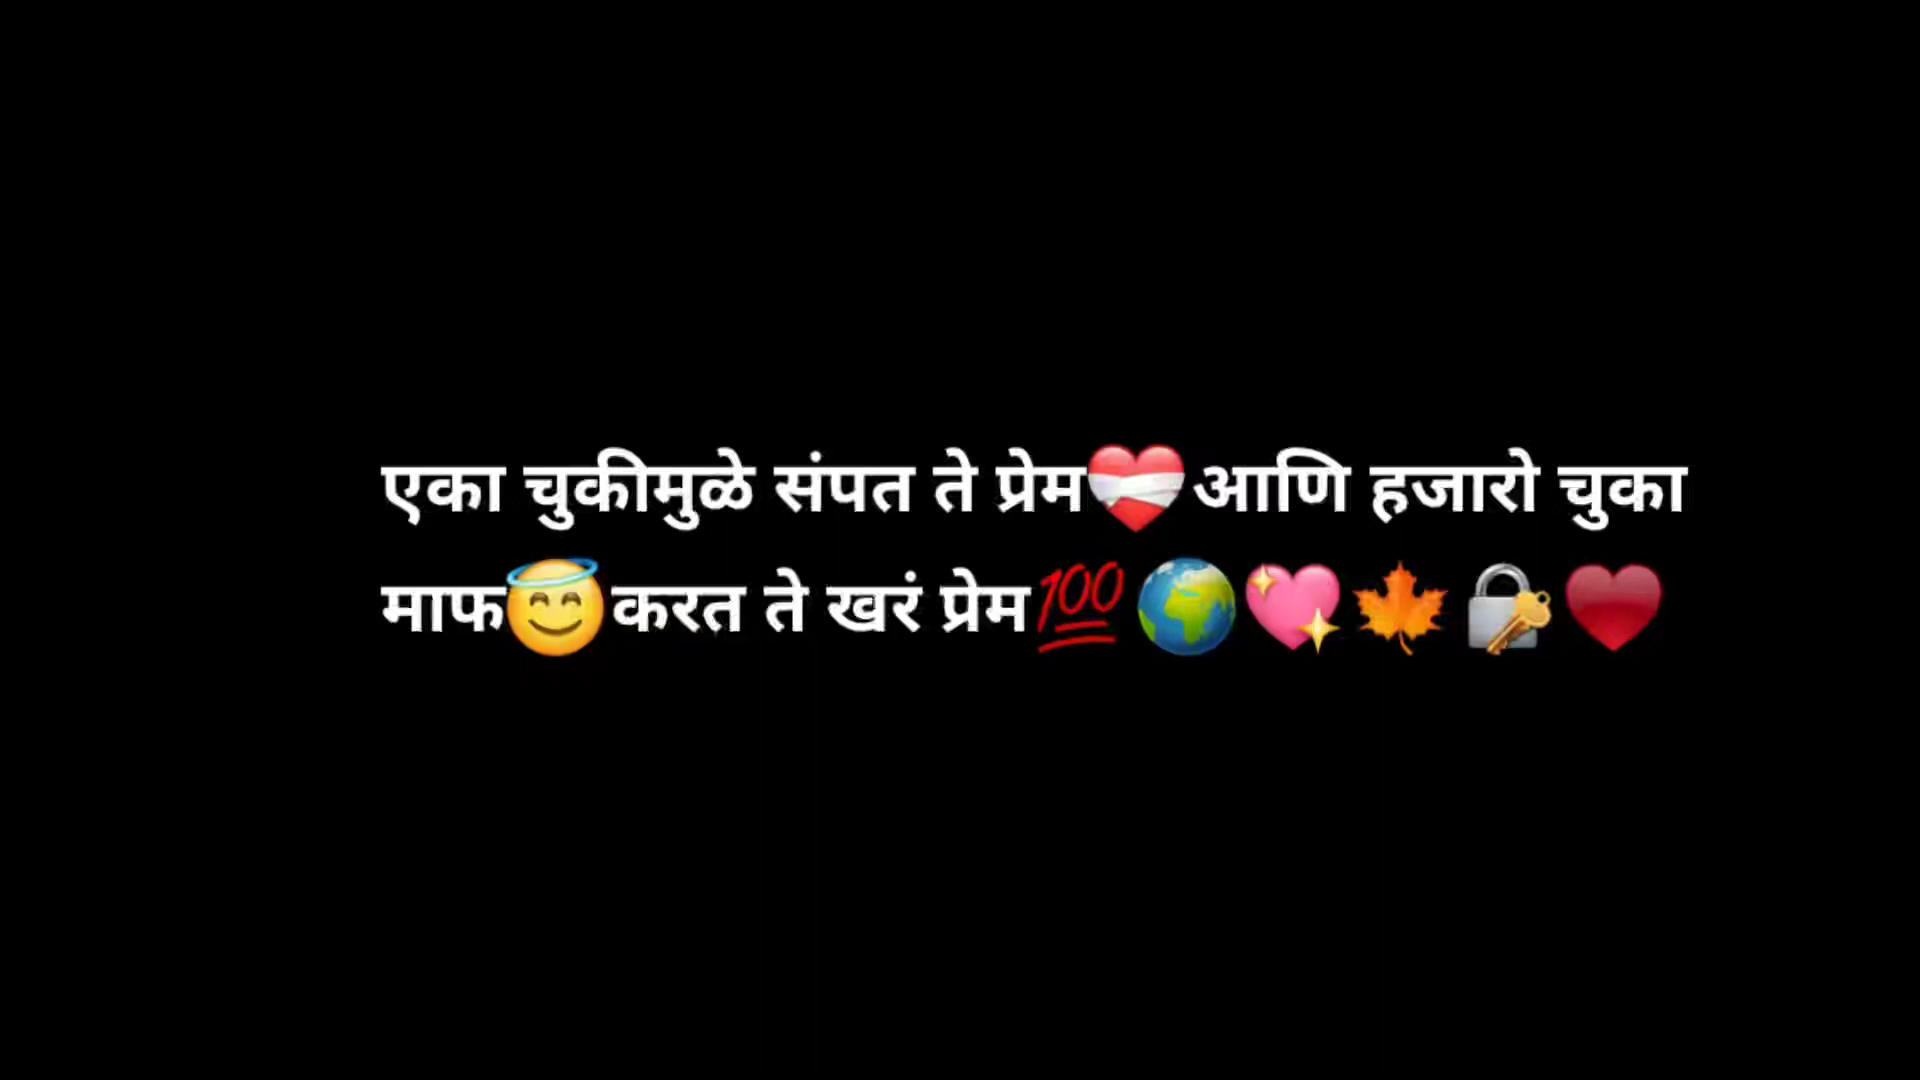 एका चुकीमुळे संपत ते प्रेम❤️‍🩹आणि हजारो चुका
माफ😇करत ते खरं प्रेम💯🌍💖🍁🔐♥️